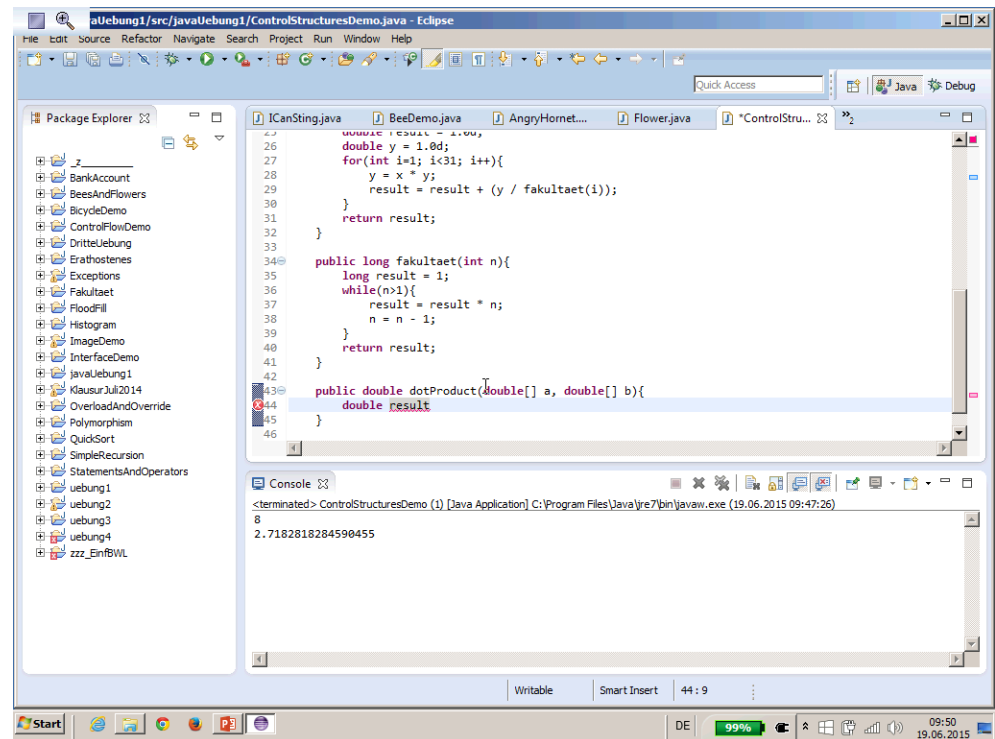 aUebung1/src/javaUebung1/ControlStructuresDemo.java - Eclipse
File Edit Source Refactor Navigate Search Project Run Window Help
Quick Access
Java
Debug
Package Explorer
_z_________
BankAccount
BeesAndFlowers
BicycleDemo
ControlFlowDemo
DritteUebung
Erathostenes
Exceptions
Fakultaet
FloodFill
Histogram
ImageDemo
InterfaceDemo
javaUebung1
KlausurJuli2014
OverloadAndOverride
Polymorphism
QuickSort
SimpleRecursion
StatementsAndOperators
uebung1
uebung2
uebung3
uebung4
zzz_EinfBWL
ICanSting.java BeeDemo.java AngryHornet.... Flower.java *ControlStru... »2
25 double result = 1.0d;
26 double y = 1.0d;
27 for(int i=1; i<31; i++){
28 y = x * y;
29 result = result + (y / fakultaet(i));
30 }
31 return result;
32 }
33
34 public long fakultaet(int n){
35 long result = 1;
36 while(n>1){
37 result = result * n;
38 n = n - 1;
39 }
40 return result;
41 }
42
43 public double dotProduct(double[] a, double[] b){
44 double result
45 }
46
Console
<terminated> ControlStructuresDemo (1) [Java Application] C:\Program Files\Java\jre7\bin\javaw.exe (19.06.2015 09:47:26)
8
2.7182818284590455
Writable Smart Insert 44 : 9
Start
DE
99%
09:50
19.06.2015